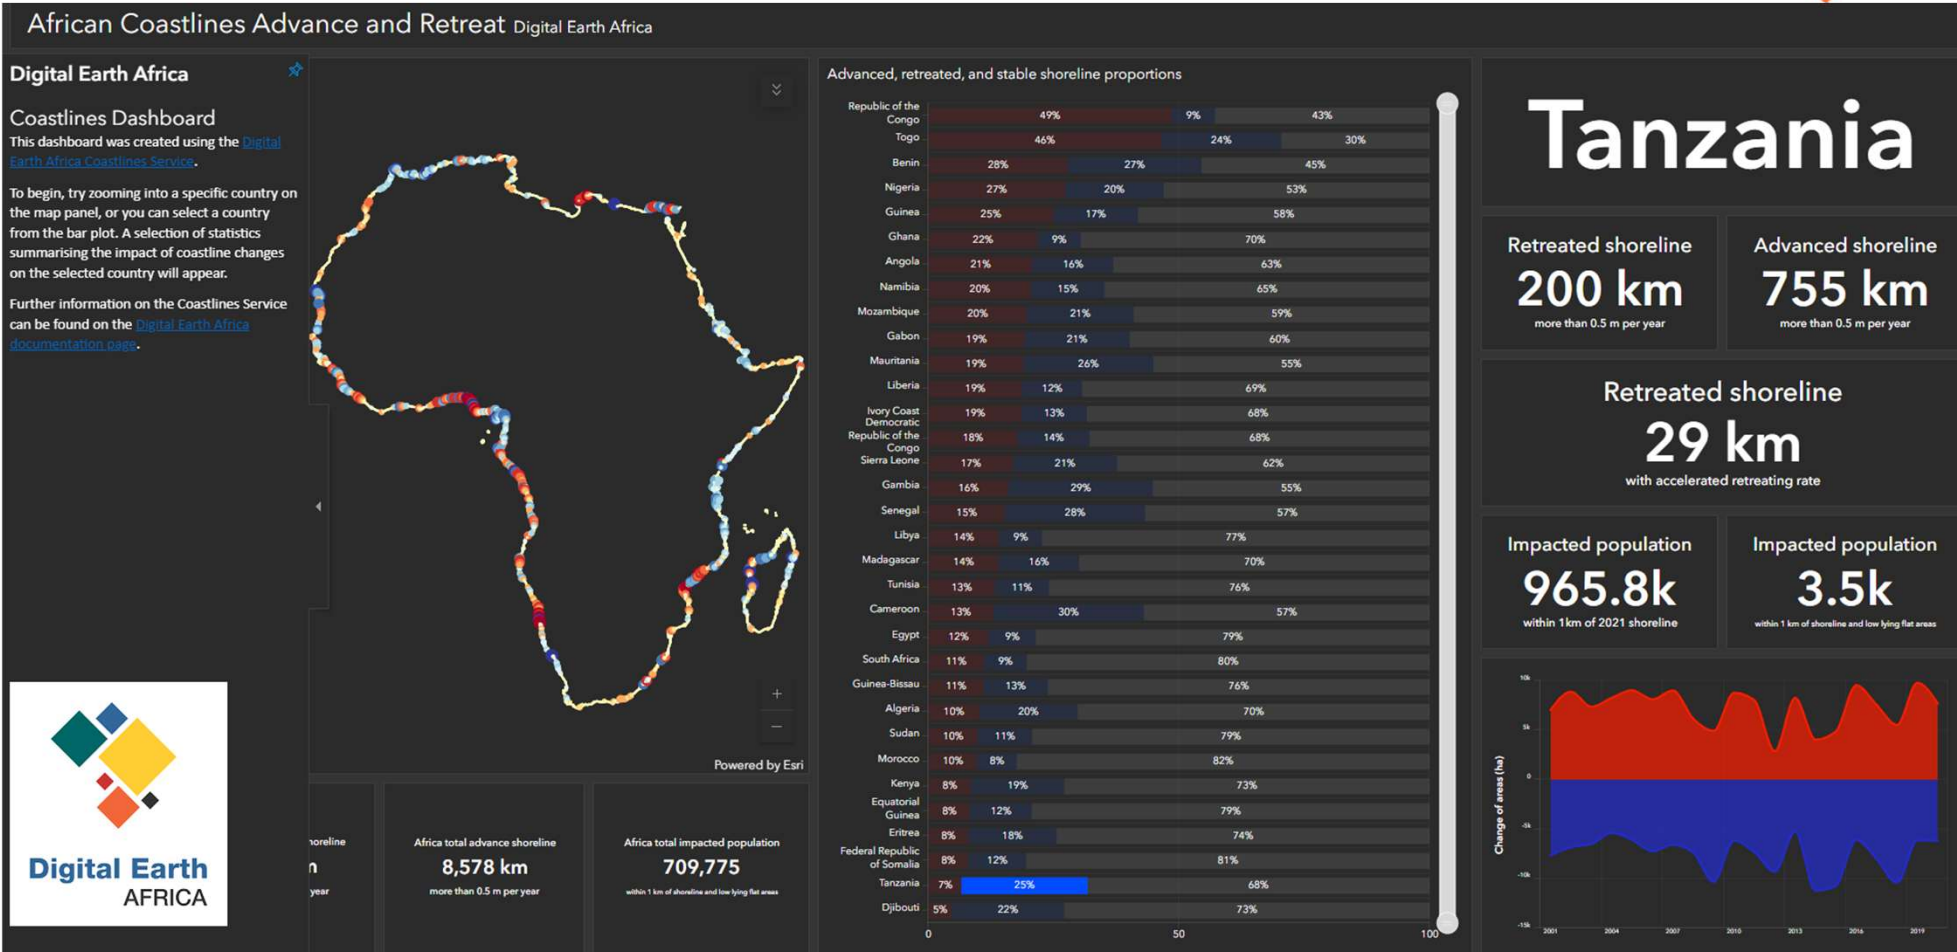 African Coastlines Advance and Retreat Digital Earth Africa
Digital Earth Africa
Coastlines Dashboard
This dashboard was created using the Digital
Earth Africa Coastlines Service.
To begin, try zooming into a specific country on
the map panel, or you can select a country
from the bar plot. A selection of statistics
summarising the impact of coastline changes
on the selected country will appear.
Further information on the Coastlines Service
can be found on the Digital Earth Africa
documentation page.
Digital Earth
AFRICA
Powered by Esri
horeline
n
year
Africa total advance shoreline
8,578 km
more than 0.5 m per year
Africa total impacted population
709,775
within 1 km of shoreline and low lying flat areas
Advanced, retreated, and stable shoreline proportions
Republic of the
Congo
49% 9% 43%
Togo 46% 24% 30%
Benin 28% 27% 45%
Nigeria 27% 20% 53%
Guinea 25% 17% 58%
Ghana 22% 9% 70%
Angola 21% 16% 63%
Namibia 20% 15% 65%
Mozambique 20% 21% 59%
Gabon 19% 21% 60%
Mauritania 19% 26% 55%
Liberia 19% 12% 69%
Ivory Coast 19% 13% 68%
Democratic
Republic of the
Congo
18% 14% 68%
Sierra Leone 17% 21% 62%
Gambia 16% 29% 55%
Senegal 15% 28% 57%
Libya 14% 9% 77%
Madagascar 14% 16% 70%
Tunisia 13% 11% 76%
Cameroon 13% 30% 57%
Egypt 12% 9% 79%
South Africa 11% 9% 80%
Guinea-Bissau 11% 13% 76%
Algeria 10% 20% 70%
Sudan 10% 11% 79%
Morocco 10% 8% 82%
Kenya 8% 19% 73%
Equatorial
Guinea
8% 12% 79%
Eritrea 8% 18% 74%
Federal Republic
of Somalia
8% 12% 81%
Tanzania 7% 25% 68%
Djibouti 5% 22% 73%
0 50 100
Tanzania
Retreated shoreline
200 km
more than 0.5 m per year
Advanced shoreline
755 km
more than 0.5 m per year
Retreated shoreline
29 km
with accelerated retreating rate
Impacted population
965.8k
within 1km of 2021 shoreline
Impacted population
3.5k
within 1 km of shoreline and low lying flat areas
Change of areas (ha)
10k
5k
0
-5k
-10k
-15k
2001 2004 2007 2010 2013 2016 2019